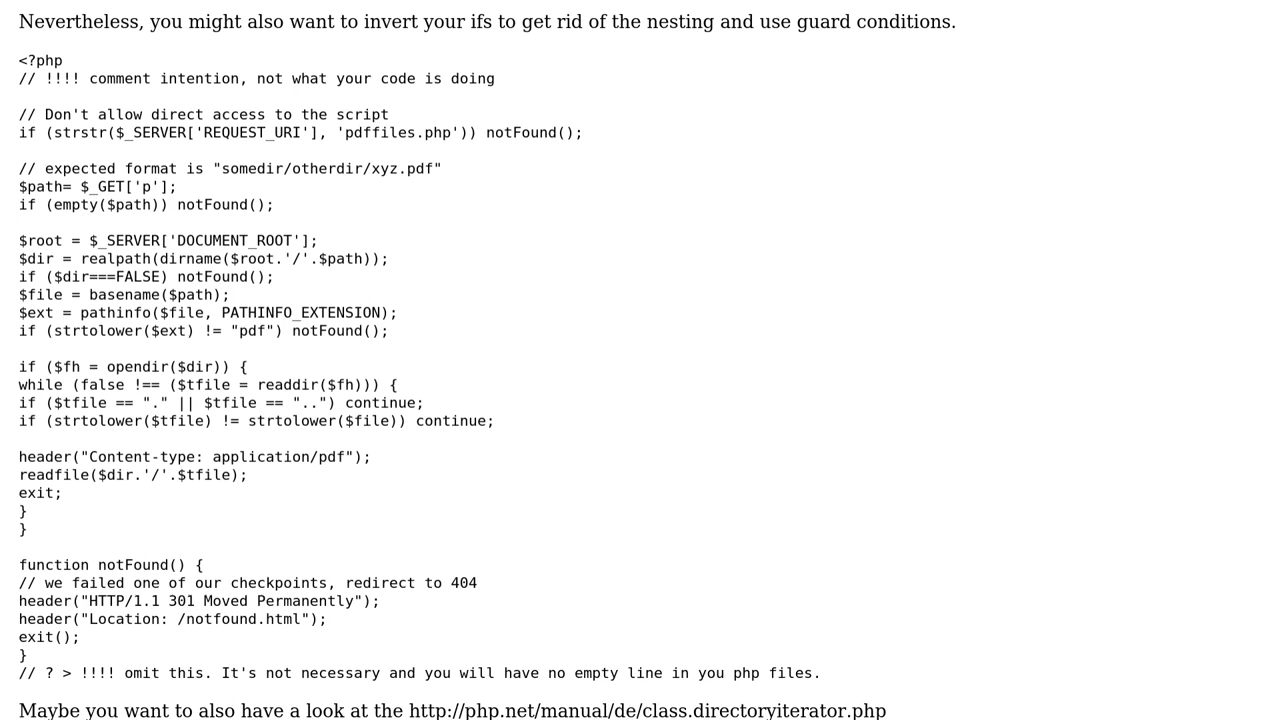 Nevertheless, you might also want to invert your ifs to get rid of the nesting and use guard conditions.
<?php
// !!!! comment intention, not what your code is doing
// Don't allow direct access to the script
if (strstr($_SERVER['REQUEST_URI'], 'pdffiles.php')) notFound();
// expected format is "somedir/otherdir/xyz.pdf"
$path= $_GET['p'];
if (empty($path)) notFound();
$root = $_SERVER['DOCUMENT_ROOT'];
$dir = realpath(dirname($root.'/'.$path));
if ($dir===FALSE) notFound();
$file = basename($path);
$ext = pathinfo($file, PATHINFO_EXTENSION);
if (strtolower($ext) != "pdf") notFound();
if ($fh = opendir($dir)) {
while (false !== ($tfile = readdir($fh))) {
if ($tfile == "." || $tfile == "..") continue;
if (strtolower($tfile) != strtolower($file)) continue;
header("Content-type: application/pdf");
readfile($dir.'/'.$tfile);
exit;
}
}
function notFound() {
// we failed one of our checkpoints, redirect to 404
header("HTTP/1.1 301 Moved Permanently");
header("Location: /notfound.html");
exit();
}
// ? > !!!! omit this. It's not necessary and you will have no empty line in you php files.
Maybe you want to also have a look at the http://php.net/manual/de/class.directoryiterator.php